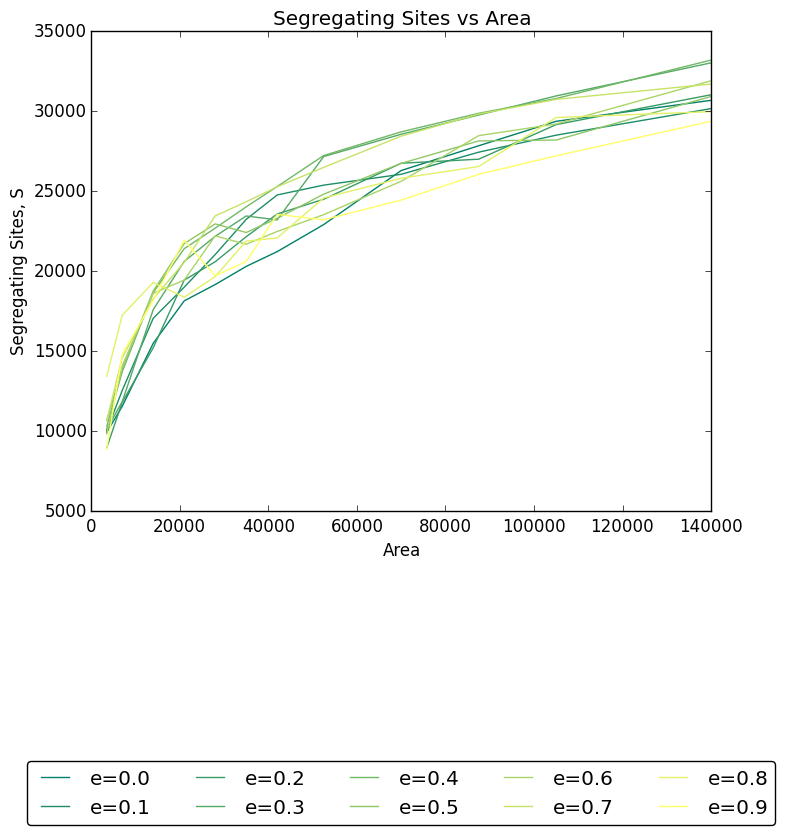 Segregating Sites vs Area
35000
30000
25000
20000
15000
10000
5000
Segregating Sites, S
0 20000 40000 60000 80000 100000 120000 140000
Area
e=0.0 e=0.2 e=0.4 e=0.6 e=0.8
e=0.1 e=0.3 e=0.5 e=0.7 e=0.9